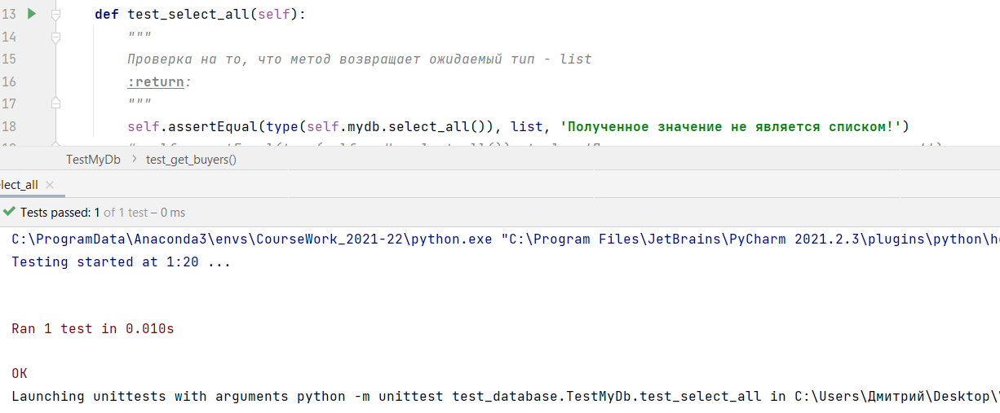 13 def test_select_all(self):
14 """
15 Проверка на то, что метод возвращает ожидаемый тип - list
16 :return:
17 """
18 self.assertEqual(type(self.mydb.select_all()), list, 'Полученное значение не является списком!')
TestMyDb > test_get_buyers()
lect_all ×
Tests passed: 1 of 1 test – 0 ms
C:\ProgramData\Anaconda3\envs\CourseWork_2021-22\python.exe "C:\Program Files\JetBrains\PyCharm 2021.2.3\plugins\python\he
Testing started at 1:20 ...
Ran 1 test in 0.010s
OK
Launching unittests with arguments python -m unittest test_database.TestMyDb.test_select_all in C:\Users\Дмитрий\Desktop\